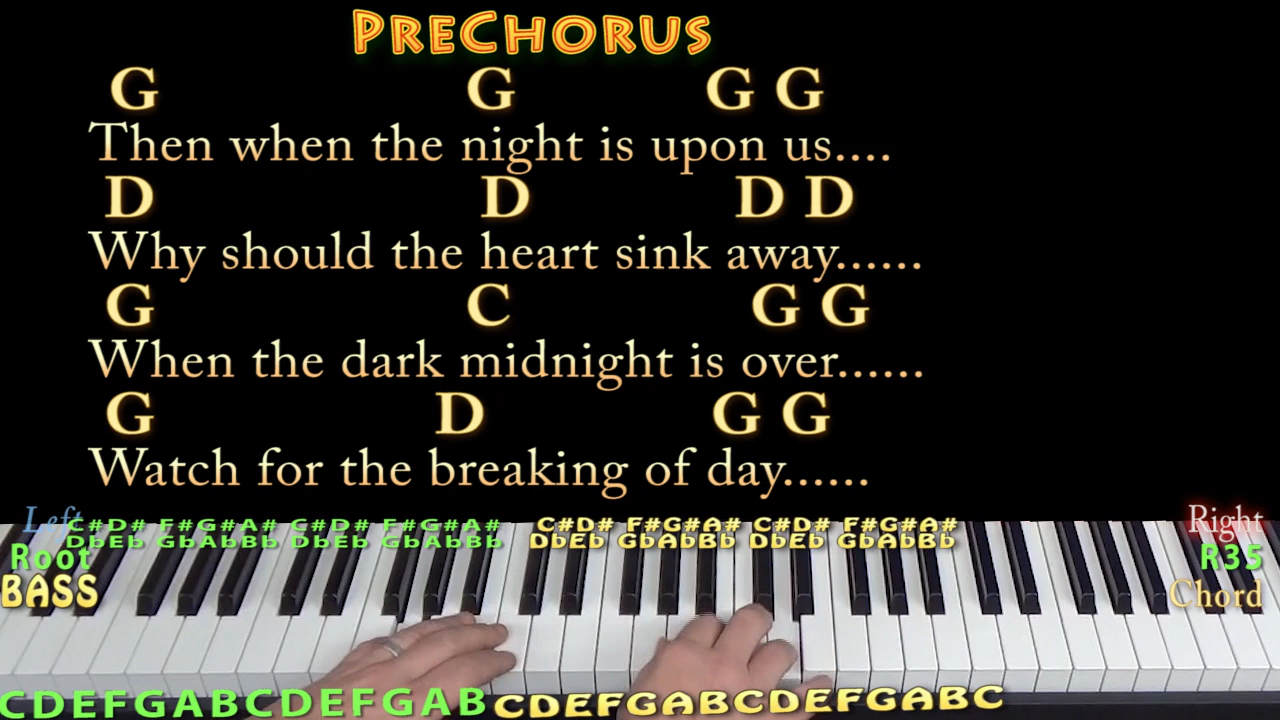 PRECHORUS
G G G G
Then when the night is upon us....
D D D D
Why should the heart sink away......
G C G G
When the dark midnight is over......
G D G G
Watch for the breaking of day......
Left
C#D# F#G#A# C#D# F#G#A# C#D# F#G#A# C#D# F#G#A#
DbEb GbAbBb DbEb GbAbBb DbEb GbAbBb DbEb GbAbBb
Root
BASS
Right
R35
Chord
CDEFGABCDEFGAB CDEFGABCDEFGABC